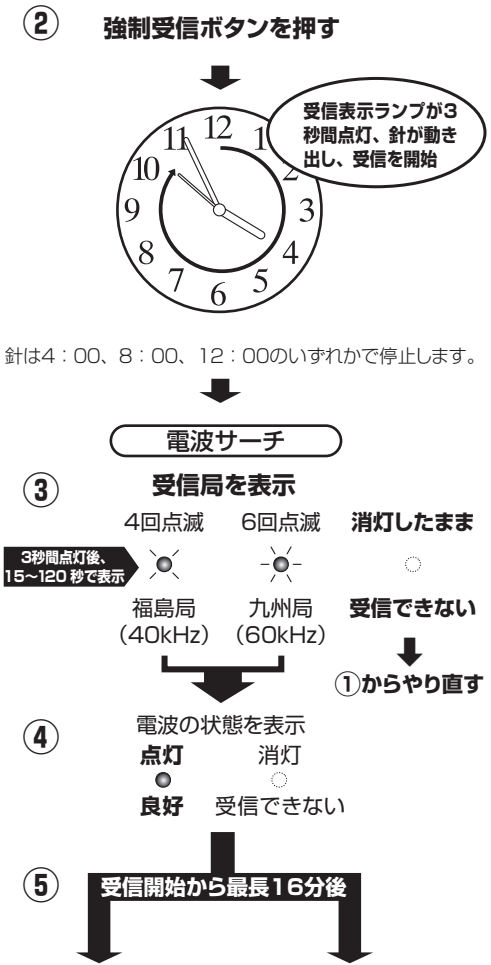 ② 強制受信ボタンを押す
受信表示ランプが3
秒間点灯、針が動き
出し、受信を開始
12
11 1
10 2
9 3
8 4
7 5
6
針は4：00、8：00、12：00のいずれかで停止します。
電波サーチ
③ 受信局を表示
4回点滅 6回点滅 消灯したまま
3秒間点灯後、
15〜120 秒で表示
福島局 九州局 受信できない
（40kHz） （60kHz）
①からやり直す
④ 電波の状態を表示
点灯 消灯
良好 受信できない
⑤ 受信開始から最長16分後